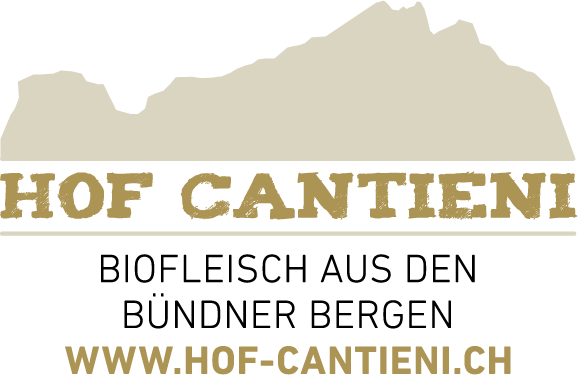 HOF CANTIENI
BIOFLEISCH AUS DEN
BÜNDNER BERGEN
WWW.HOF-CANTIENI.CH